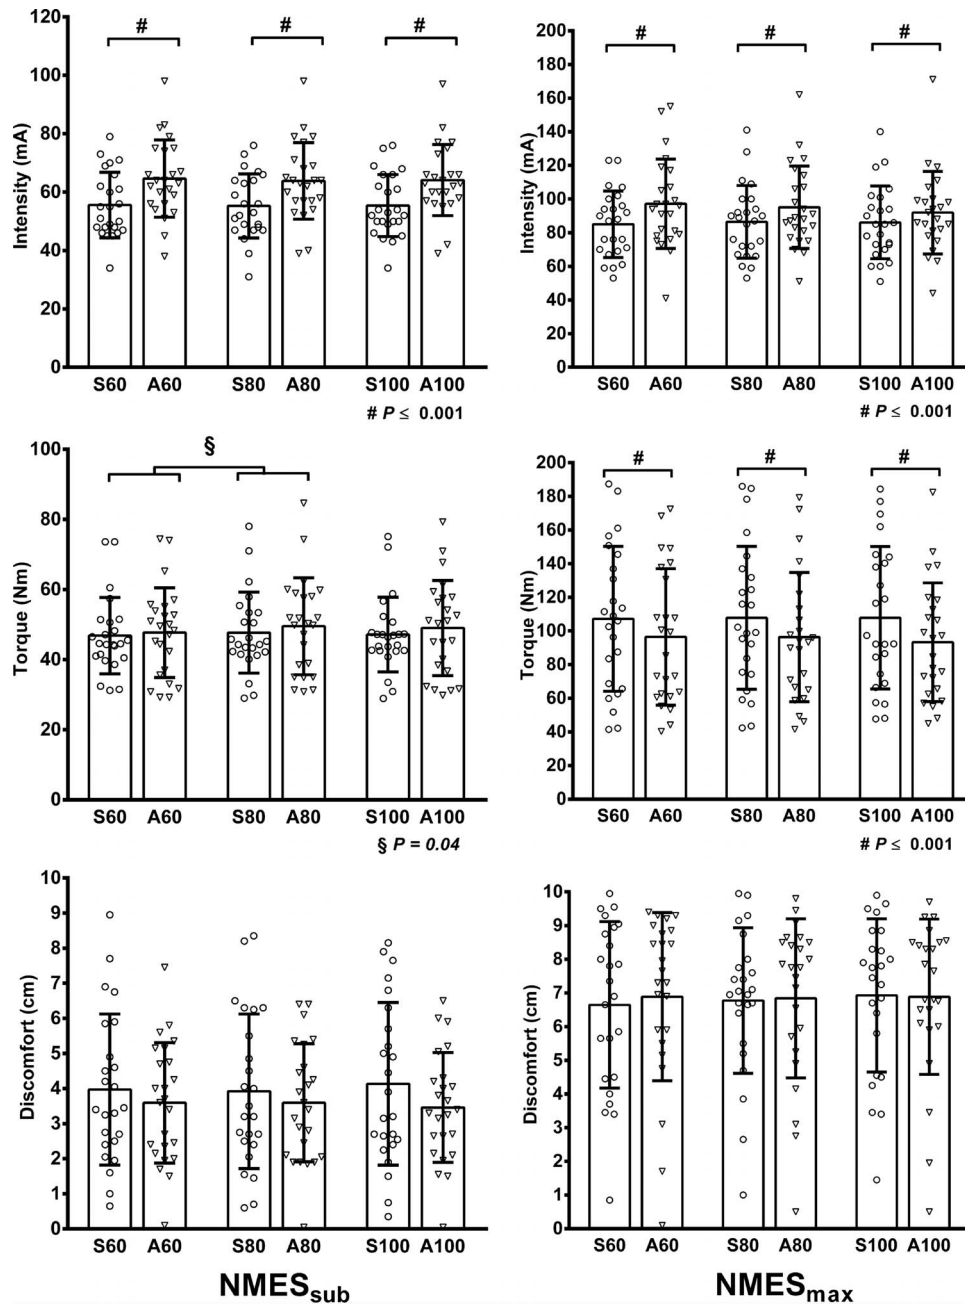 120
100
80
60
40
20
0
Intensity (mA)
# # #
S60 A60 S80 A80 S100 A100
# P ≤ 0.001
200
180
160
140
120
100
80
60
40
20
0
Intensity (mA)
# # #
S60 A60 S80 A80 S100 A100
# P ≤ 0.001
100
80
60
40
20
0
Torque (Nm)
§
S60 A60 S80 A80 S100 A100
§ P = 0.04
200
180
160
140
120
100
80
60
40
20
0
Torque (Nm)
# # #
S60 A60 S80 A80 S100 A100
# P ≤ 0.001
10
9
8
7
6
5
4
3
2
1
0
Discomfort (cm)
S60 A60 S80 A80 S100 A100
NMESsub
10
9
8
7
6
5
4
3
2
1
0
Discomfort (cm)
S60 A60 S80 A80 S100 A100
NMESmax